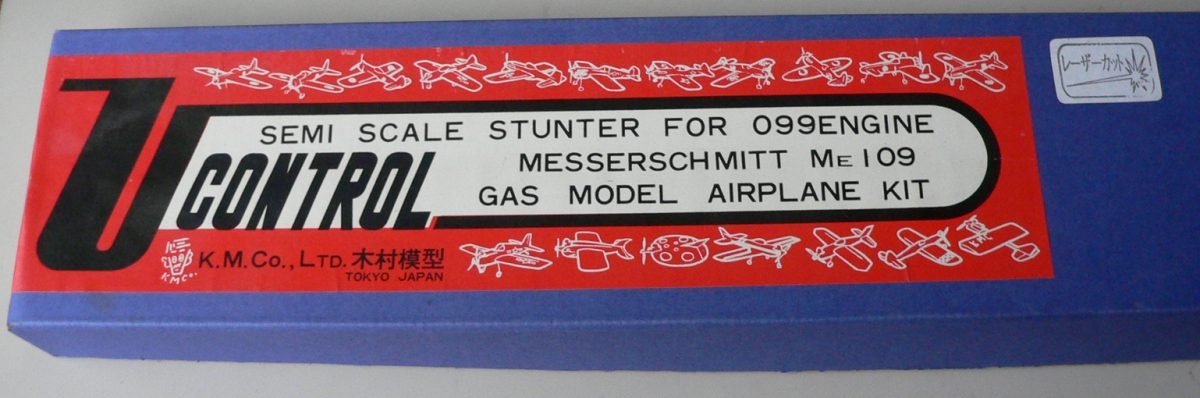 U CONTROL
SEMI SCALE STUNTER FOR 099ENGINE
MESSERSCHMITT ME 109
GAS MODEL AIRPLANE KIT
K.M.CO.,LTD. 木村模型
TOKYO JAPAN
K.M CO.
レーザーカット